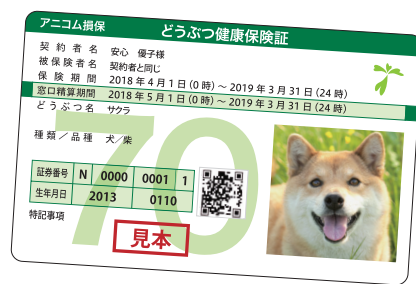 アニコム損保 どうぶつ健康保険証
契約者名 安心 優子様
被保険者名 契約者と同じ
保険期間 2018年4月1日(0時)～2019年3月31日(24時)
窓口精算期間 2018年5月1日(0時)～2019年3月31日(24時)
どうぶつ名 サクラ
種類／品種 犬／柴
70
証券番号 N 0000 0001 1
生年月日 2013 0110
特記事項
見本